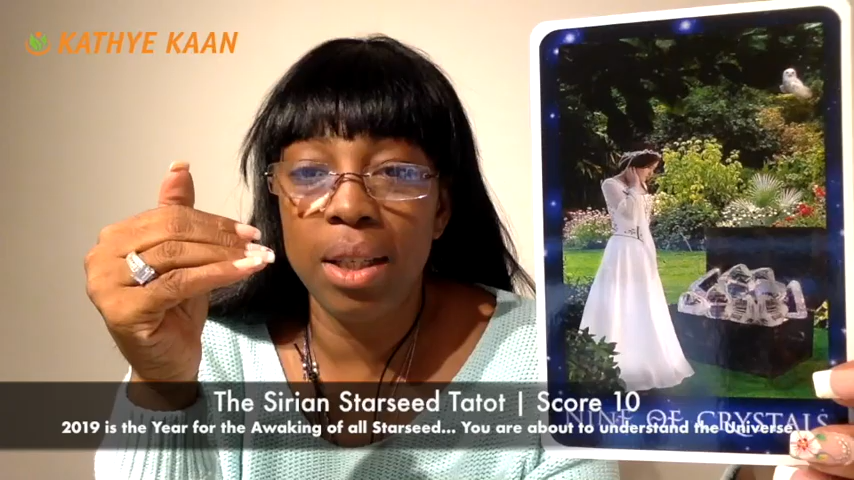 KATHYE KAAN
The Sirian Starseed Tatot | Score 10
NINE OF CRYSTALS
2019 is the Year for the Awaking of all Starseed... You are about to understand the Universe